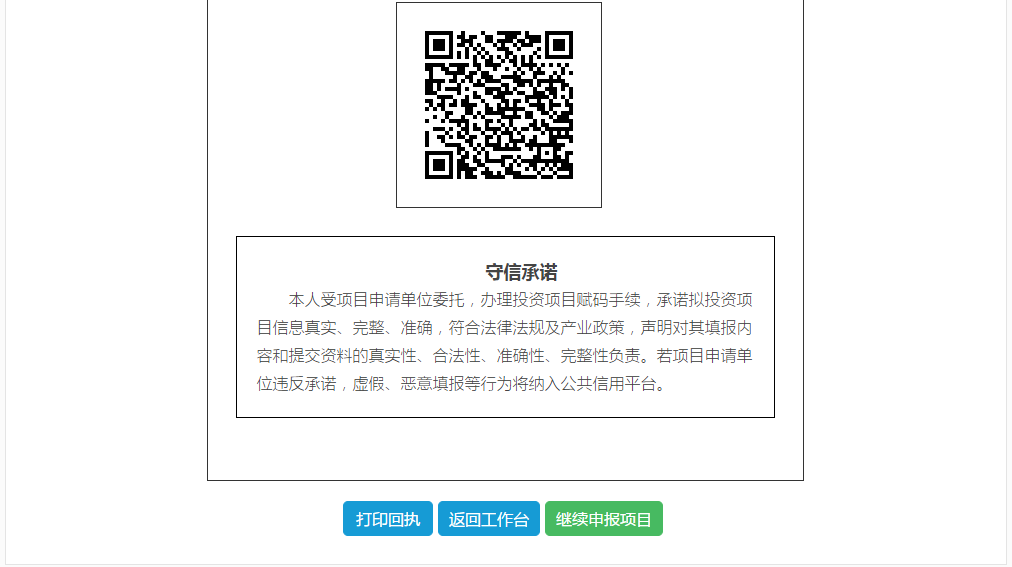 守信承诺
本人受项目申请单位委托，办理投资项目赋码手续，承诺拟投资项
目信息真实、完整、准确，符合法律法规及产业政策，声明对其填报内
容和提交资料的真实性、合法性、准确性、完整性负责。若项目申请单
位违反承诺，虚假、恶意填报等行为将纳入公共信用平台。
打印回执 返回工作台 继续申报项目